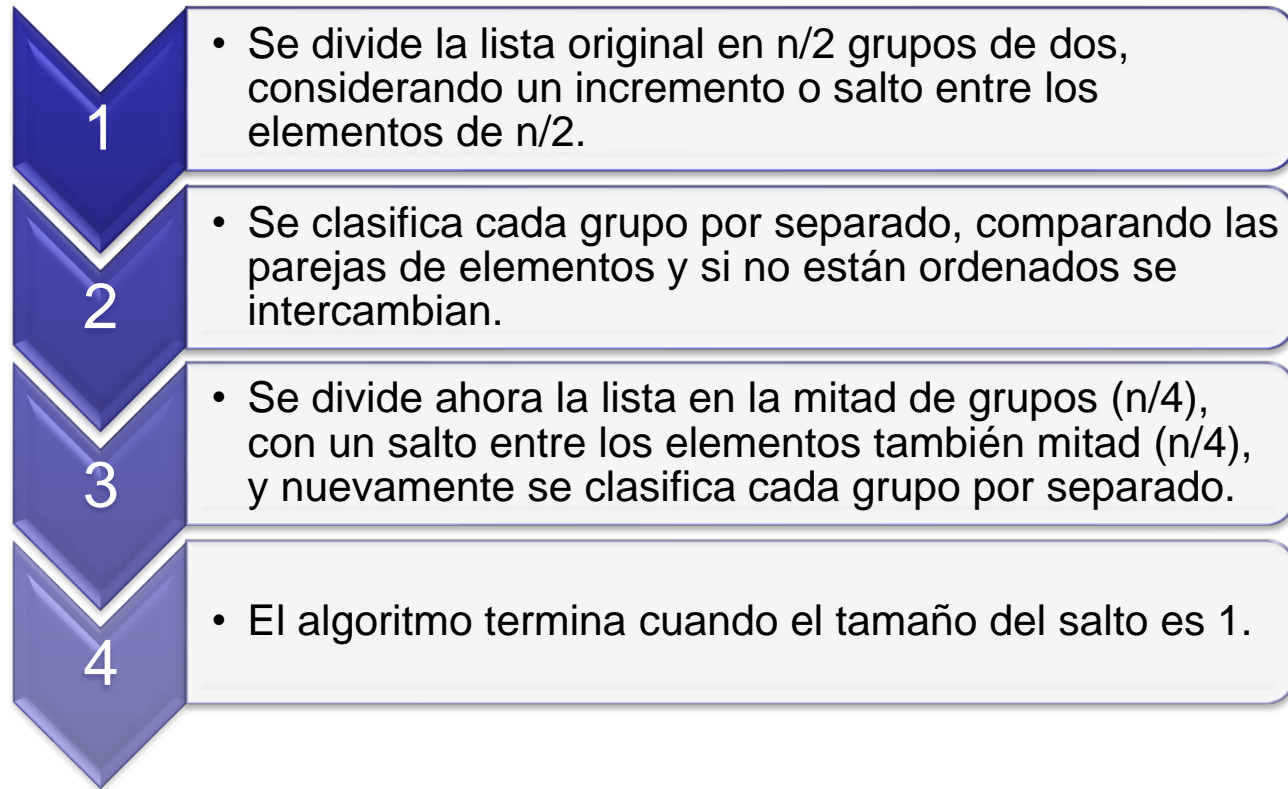 1
• Se divide la lista original en n/2 grupos de dos,
considerando un incremento o salto entre los
elementos de n/2.
2
• Se clasifica cada grupo por separado, comparando las
parejas de elementos y si no están ordenados se
intercambian.
3
• Se divide ahora la lista en la mitad de grupos (n/4),
con un salto entre los elementos también mitad (n/4),
y nuevamente se clasifica cada grupo por separado.
4
• El algoritmo termina cuando el tamaño del salto es 1.